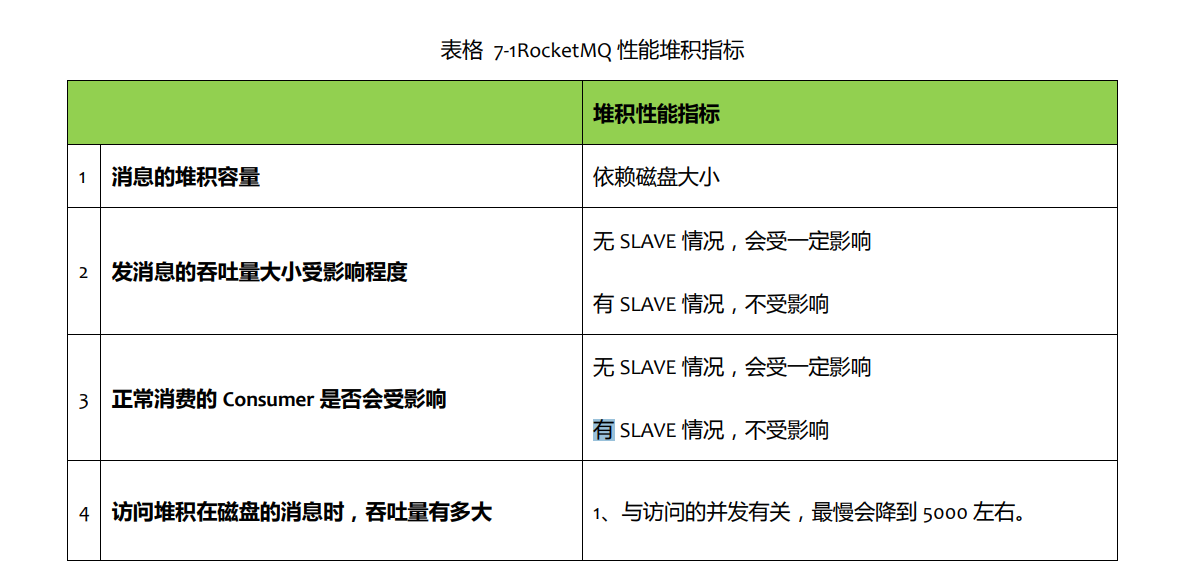 表格 7-1RocketMQ 性能堆积指标
堆积性能指标
1 消息的堆积容量 依赖磁盘大小
2 发消息的吞吐量大小受影响程度 无 SLAVE 情况，会受一定影响
有 SLAVE 情况，不受影响
3 正常消费的 Consumer 是否会受影响 无 SLAVE 情况，会受一定影响
有 SLAVE 情况，不受影响
4 访问堆积在磁盘的消息时，吞吐量有多大 1、与访问的并发有关，最慢会降到 5000 左右。